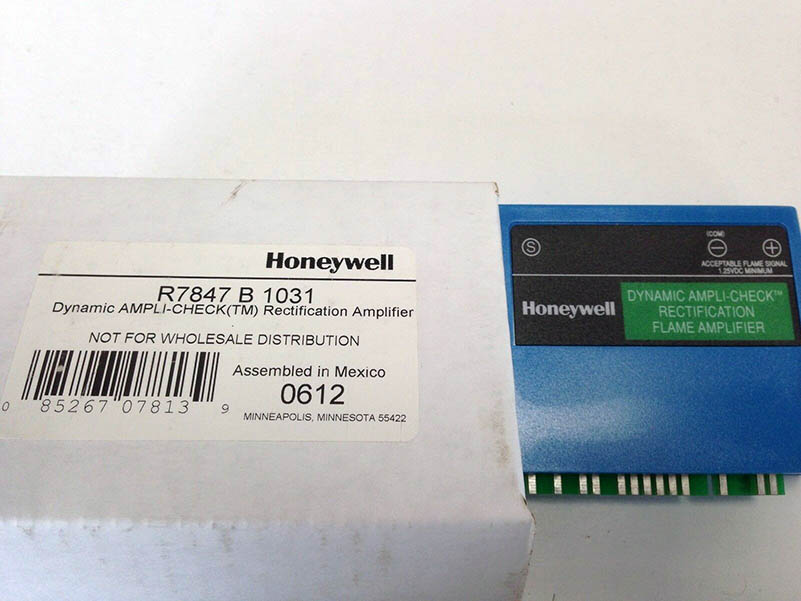 Honeywell
R7847 B 1031
Dynamic AMPLI-CHECK(TM) Rectification Amplifier
NOT FOR WHOLESALE DISTRIBUTION
Assembled in Mexico
0612
MINNEAPOLIS, MINNESOTA 55422
0 85267 07813 9
S
(COM)
− +
ACCEPTABLE FLAME SIGNAL
1.25VDC MINIMUM
Honeywell
DYNAMIC AMPLI-CHECK™
RECTIFICATION
FLAME AMPLIFIER